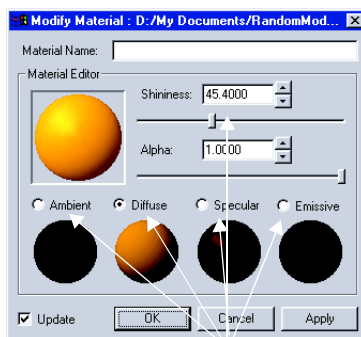 Modify Material : D:/My Documents/RandomMod...
Material Name:
Material Editor
Shininess: 45.4000
Alpha: 1.0000
Ambient Diffuse Specular Emissive
Update OK Cancel Apply